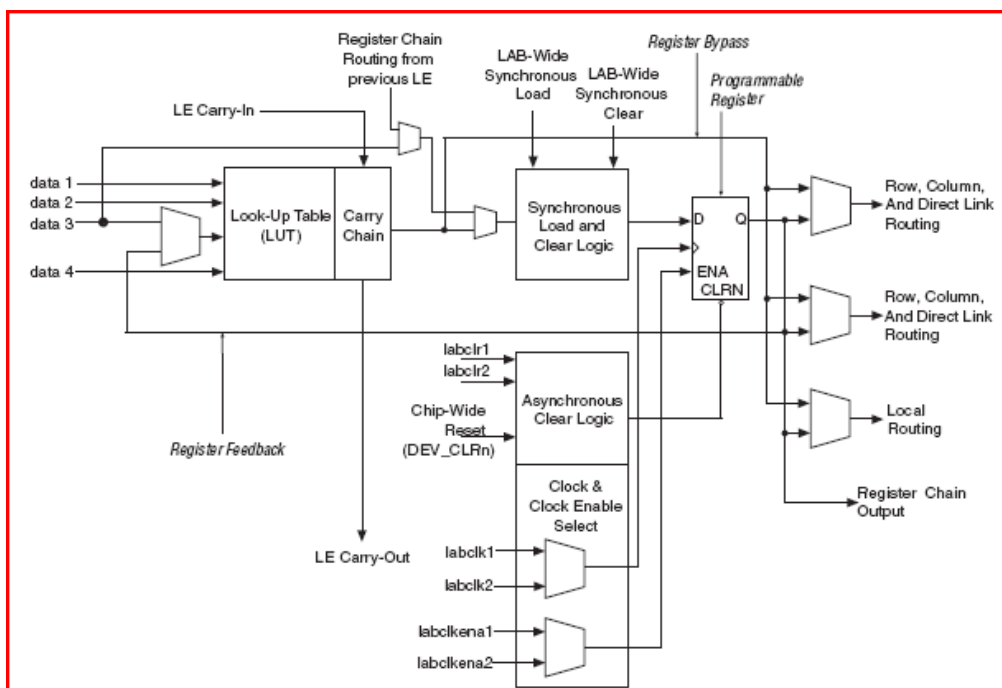 Register Chain
Routing from
previous LE
LAB-Wide
Synchronous
Load
LAB-Wide
Synchronous
Clear
Register Bypass
Programmable
Register
LE Carry-In
data 1
data 2
data 3
data 4
Look-Up Table
(LUT)
Carry
Chain
Synchronous
Load and
Clear Logic
D
Q
ENA
CLRN
Row, Column,
And Direct Link
Routing
Row, Column,
And Direct Link
Routing
Local
Routing
Register Chain
Output
labclr1
labclr2
Chip-Wide
Reset
(DEV_CLRn)
Asynchronous
Clear Logic
Register Feedback
Clock &
Clock Enable
Select
LE Carry-Out
labclk1
labclk2
labclkena1
labclkena2